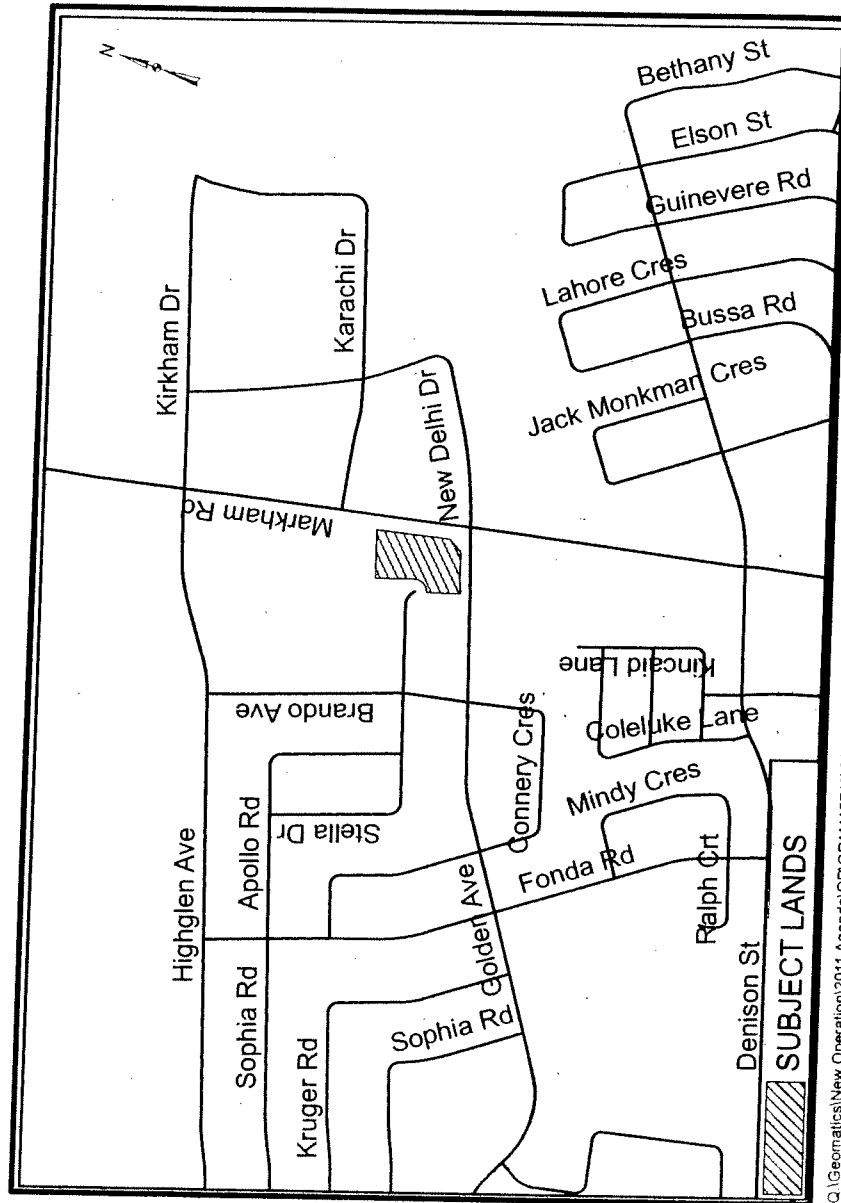 N
Bethany St
Elson St
Guinevere Rd
Lahore Cres
Bussa Rd
Jack Monkman Cres
Kirkham Dr
Karachi Dr
New Delhi Dr
Markham Rd
Brando Ave
Kincaid Lane
Coleluke Lane
Connery Cres
Mindy Cres
Stella Dr
Apollo Rd
Highglen Ave
Fonda Rd
Ralph Crt
Golden Ave
Sophia Rd
Sophia Rd
Kruger Rd
Denison St
SUBJECT LANDS